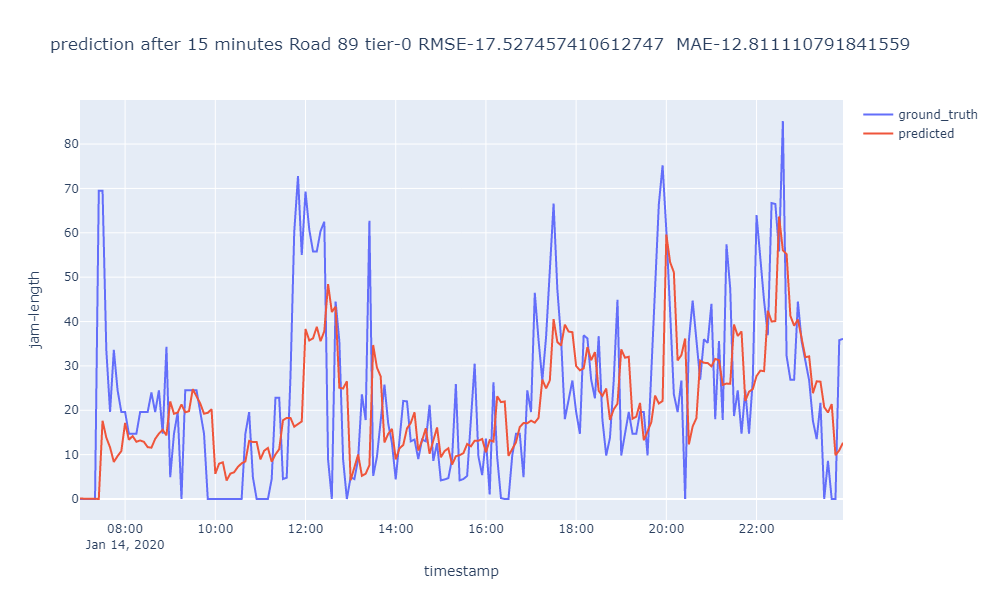 prediction after 15 minutes Road 89 tier-0 RMSE-17.527457410612747  MAE-12.811110791841559
ground_truth
predicted
80
70
60
50
40
30
20
10
0
jam-length
08:00 10:00 12:00 14:00 16:00 18:00 20:00 22:00
Jan 14, 2020
timestamp